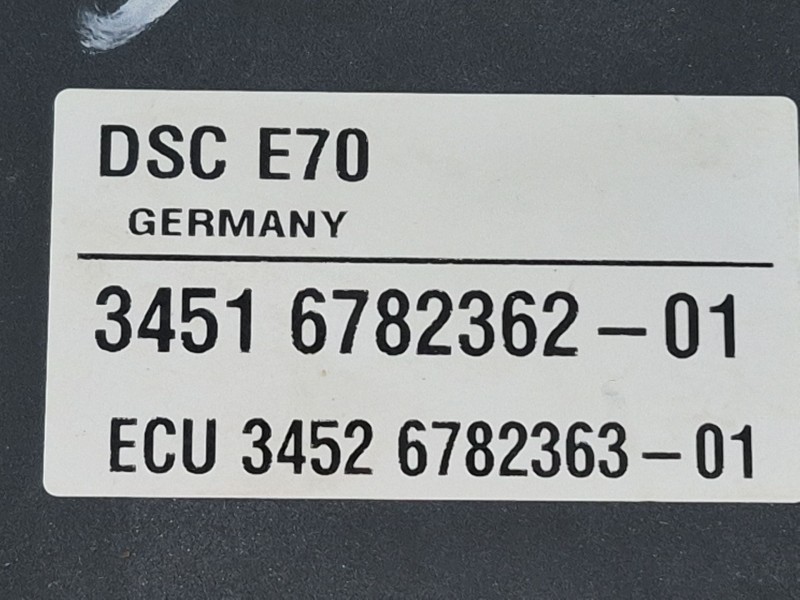 DSC E70
GERMANY
3451 6782362-01
ECU 3452 6782363-01